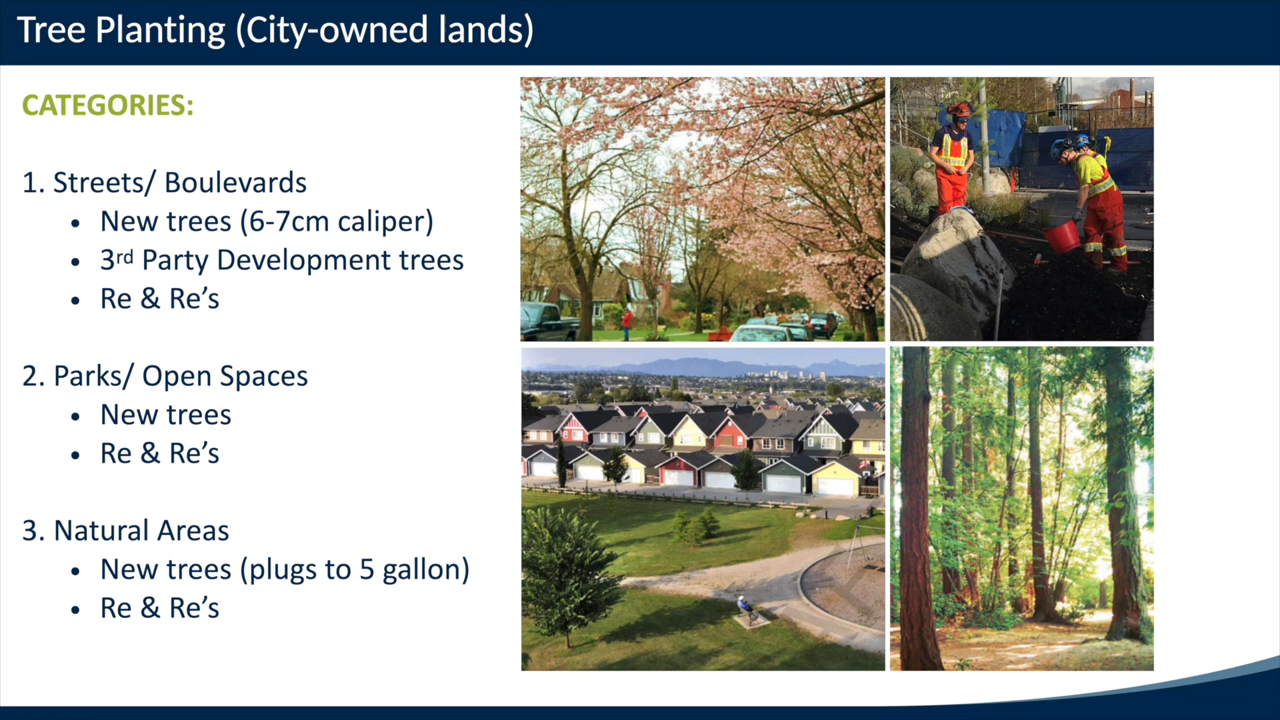 Tree Planting (City-owned lands)
CATEGORIES:
1. Streets/ Boulevards
• New trees (6-7cm caliper)
• 3rd Party Development trees
• Re & Re’s
2. Parks/ Open Spaces
• New trees
• Re & Re’s
3. Natural Areas
• New trees (plugs to 5 gallon)
• Re & Re’s